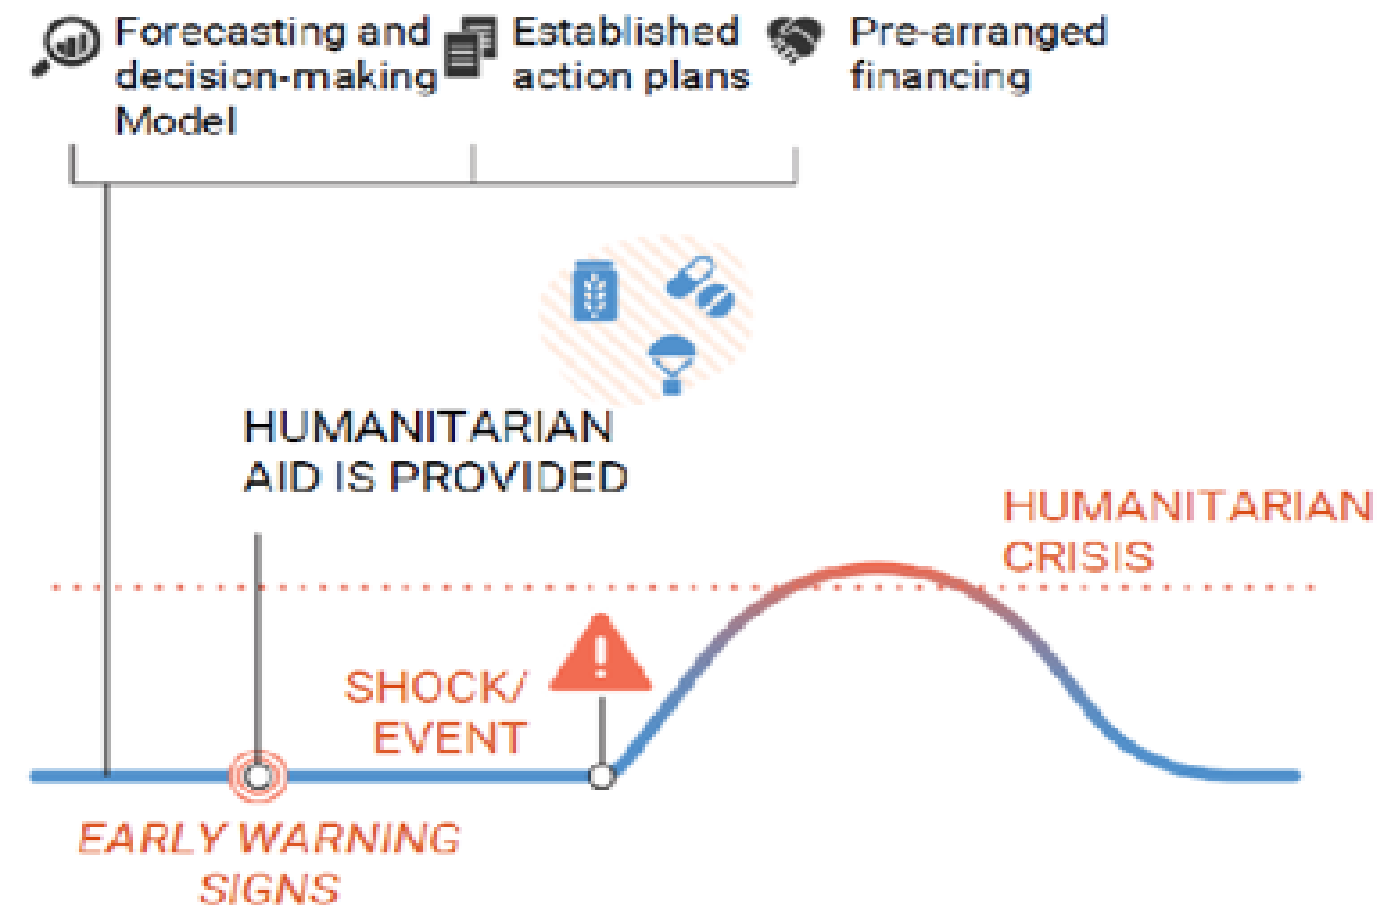 Forecasting and
decision-making
Model
Established
action plans
Pre-arranged
financing
HUMANITARIAN
AID IS PROVIDED
HUMANITARIAN
CRISIS
SHOCK/
EVENT
EARLY WARNING
SIGNS